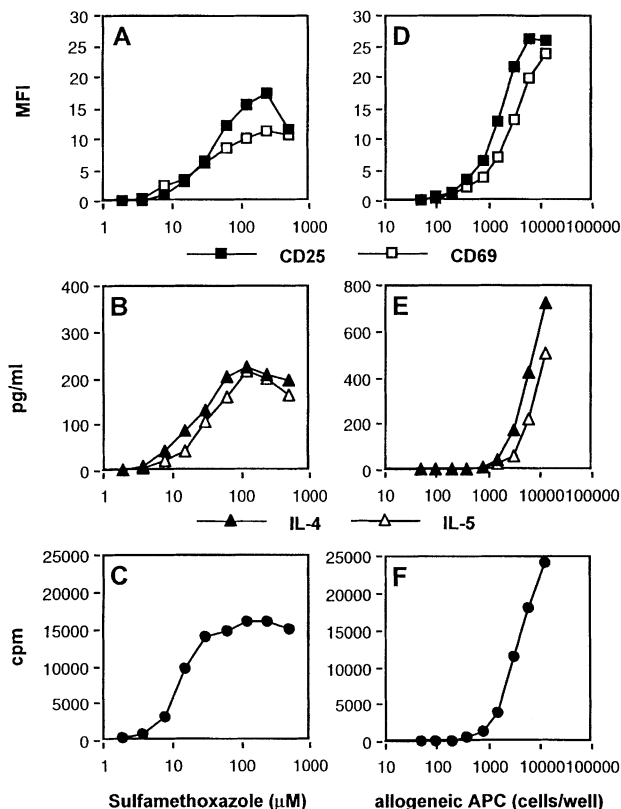 A
30
25
20
15
10
5
0
MFI
1 10 100 1000
D
30
25
20
15
10
5
0
10 100 1000 10000 100000
CD25 CD69
B
400
300
200
100
0
pg/ml
1 10 100 1000
E
800
600
400
200
0
10 100 1000 10000 100000
IL-4 IL-5
C
25000
20000
15000
10000
5000
0
cpm
1 10 100 1000
Sulfamethoxazole (µM)
F
25000
20000
15000
10000
5000
0
10 100 1000 10000 100000
allogeneic APC (cells/well)